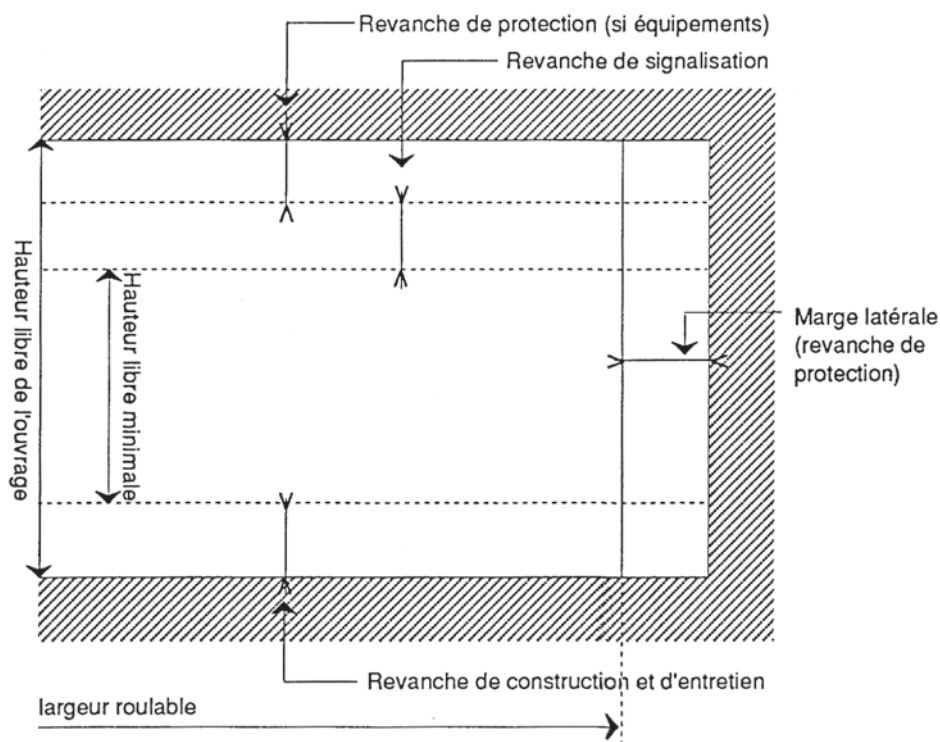 Revanche de protection (si équipements)
Revanche de signalisation
Hauteur libre de l'ouvrage
Hauteur libre minimale
Marge latérale
(revanche de
protection)
Revanche de construction et d'entretien
largeur roulable